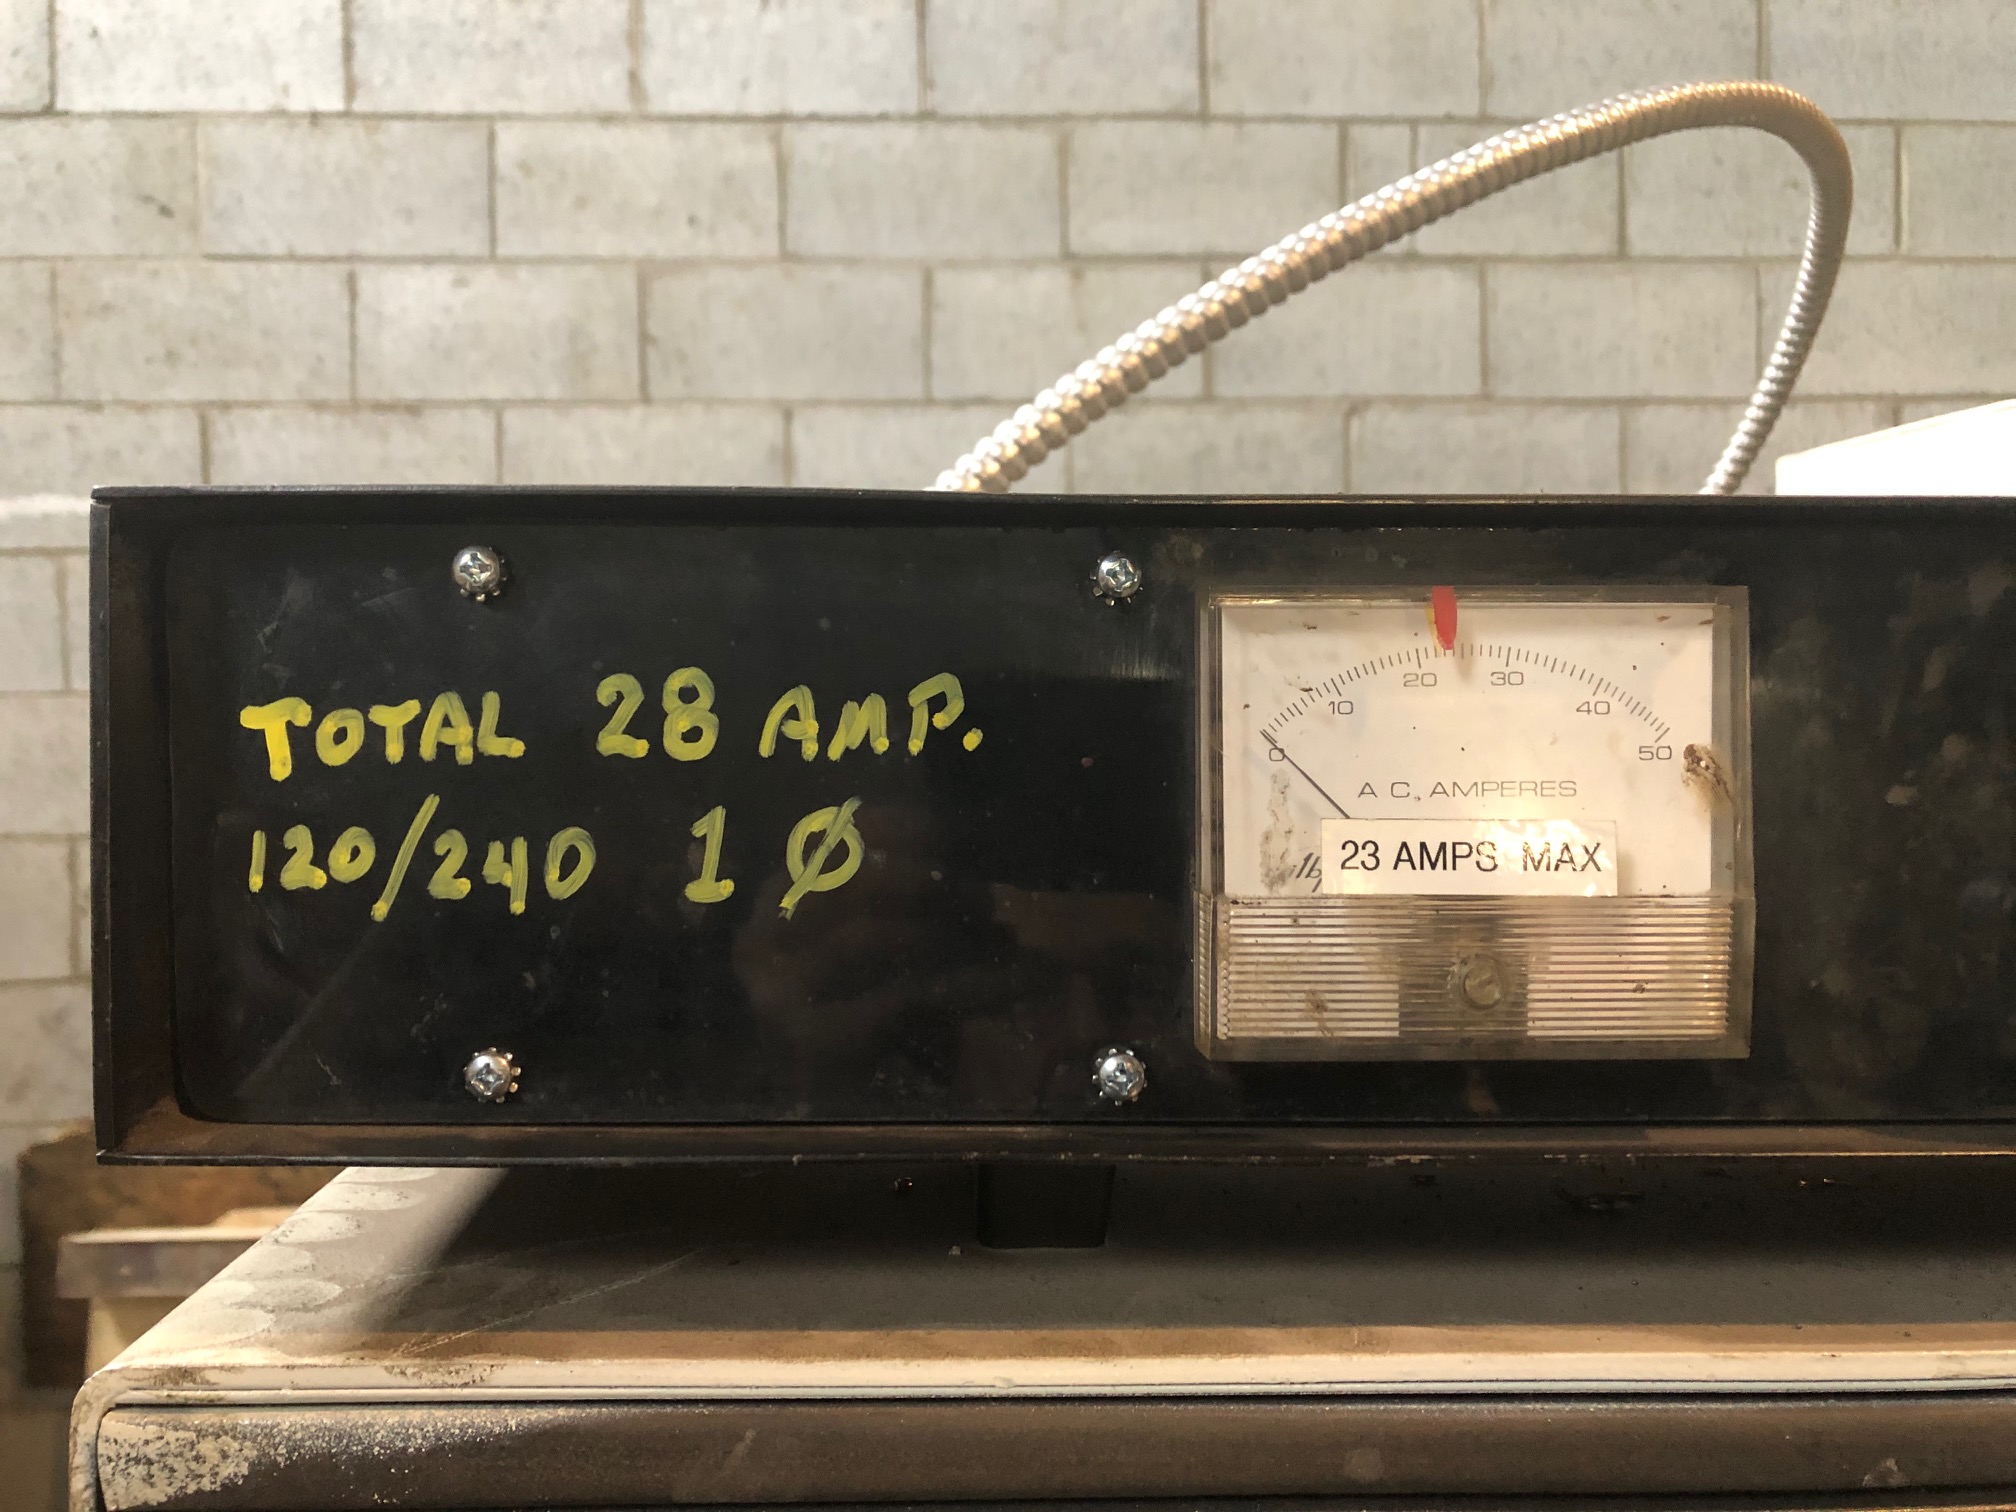 TOTAL 28 AMP.
120/240 1 Ø
0 10 20 30 40 50
A C. AMPERES
23 AMPS MAX